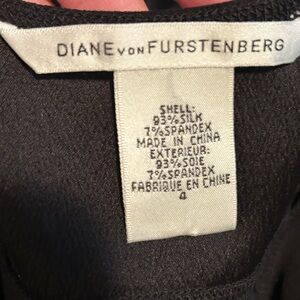 DIANE VON FURSTENBERG
SHELL:
93%SILK
7%SPANDEX
MADE IN CHINA
EXTERIEUR:
93%SOIE
7%SPANDEX
FABRIQUE EN CHINE
4